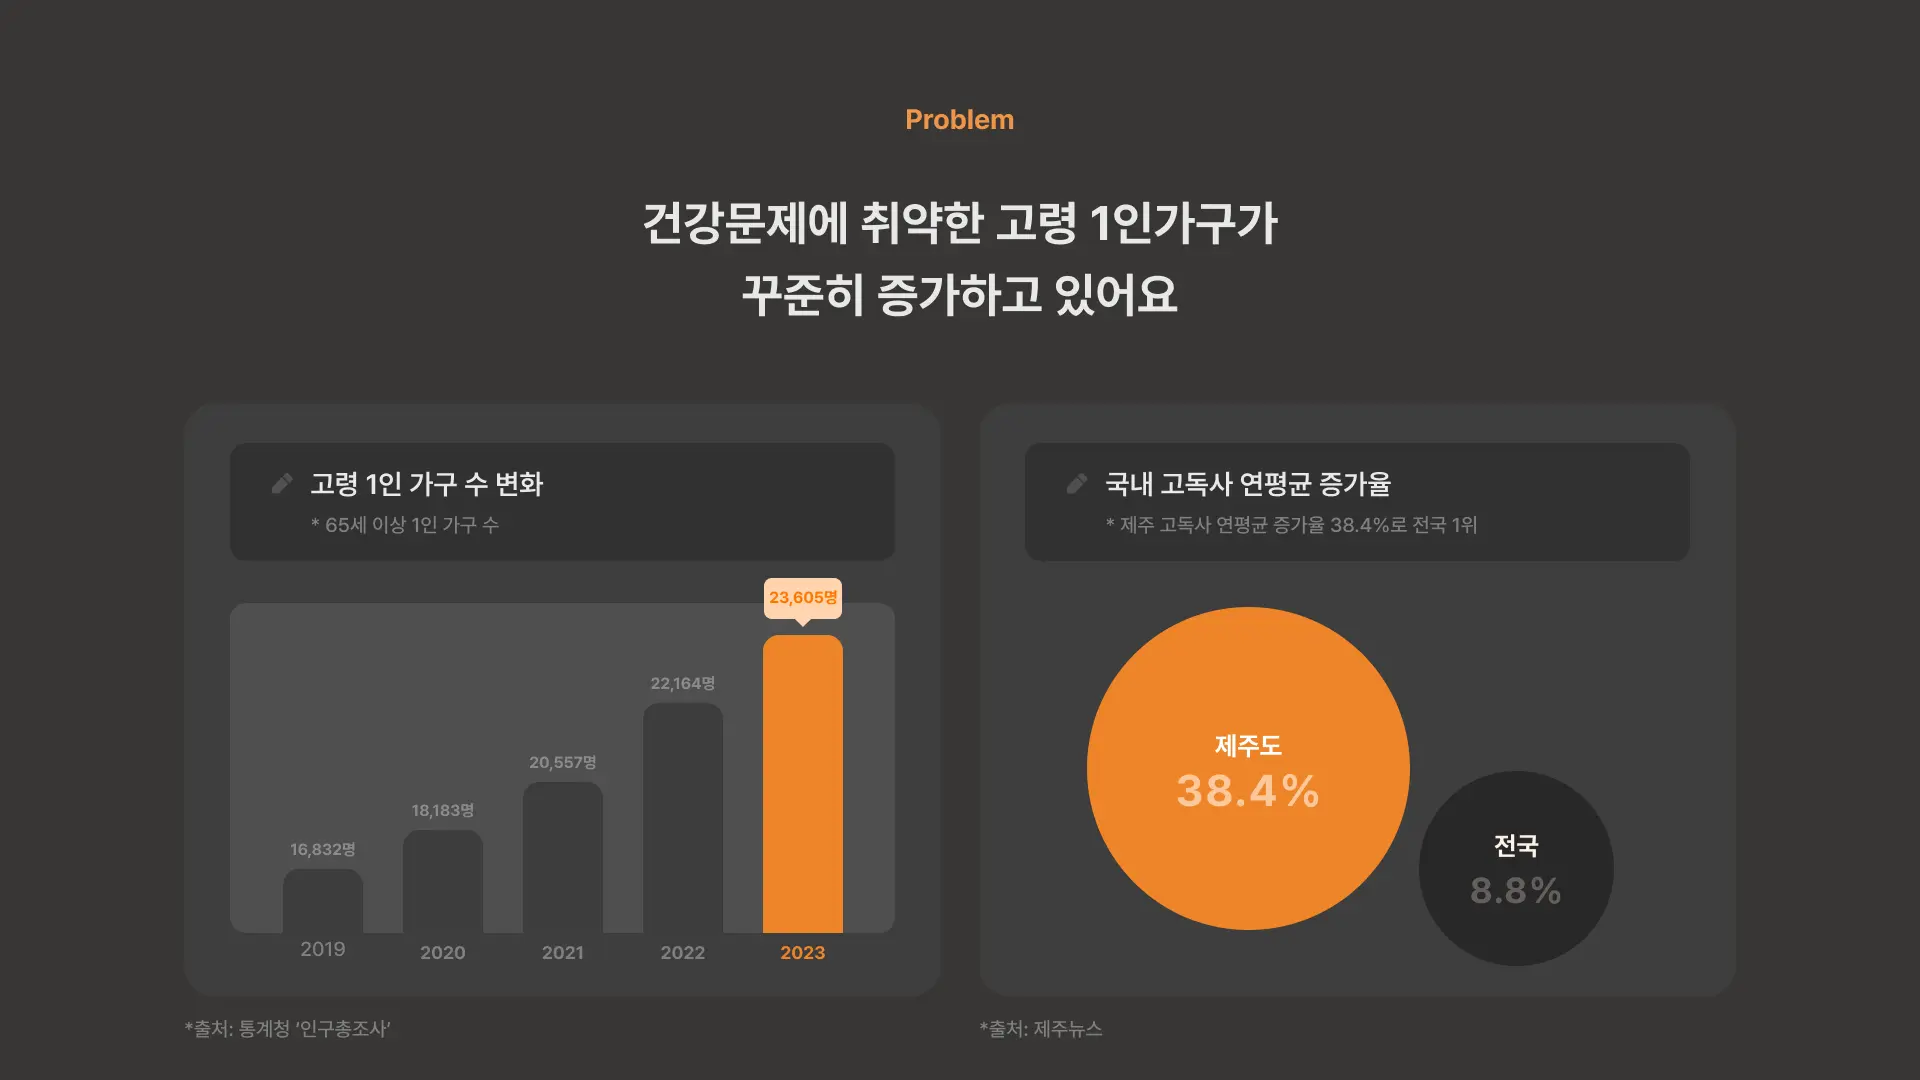 Problem
건강문제에 취약한 고령 1인가구가
꾸준히 증가하고 있어요
고령 1인 가구 수 변화
* 65세 이상 1인 가구 수
16,832명
18,183명
20,557명
22,164명
23,605명
2019
2020
2021
2022
2023
*출처: 통계청 ‘인구총조사’
국내 고독사 연평균 증가율
* 제주 고독사 연평균 증가율 38.4%로 전국 1위
제주도
38.4%
전국
8.8%
*출처: 제주뉴스